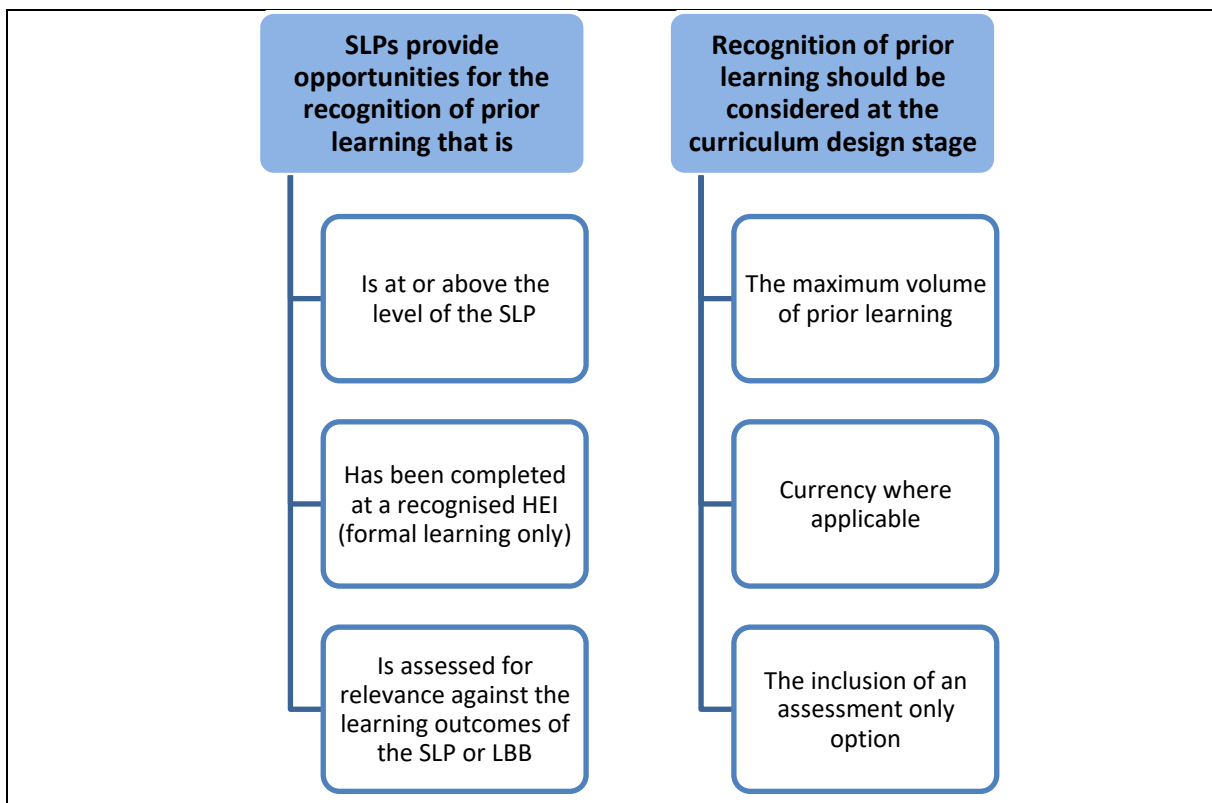 SLPs provide
opportunities for the
recognition of prior
learning that is
Is at or above the
level of the SLP
Has been completed
at a recognised HEI
(formal learning only)
Is assessed for
relevance against the
learning outcomes of
the SLP or LBB
Recognition of prior
learning should be
considered at the
curriculum design stage
The maximum volume
of prior learning
Currency where
applicable
The inclusion of an
assessment only
option